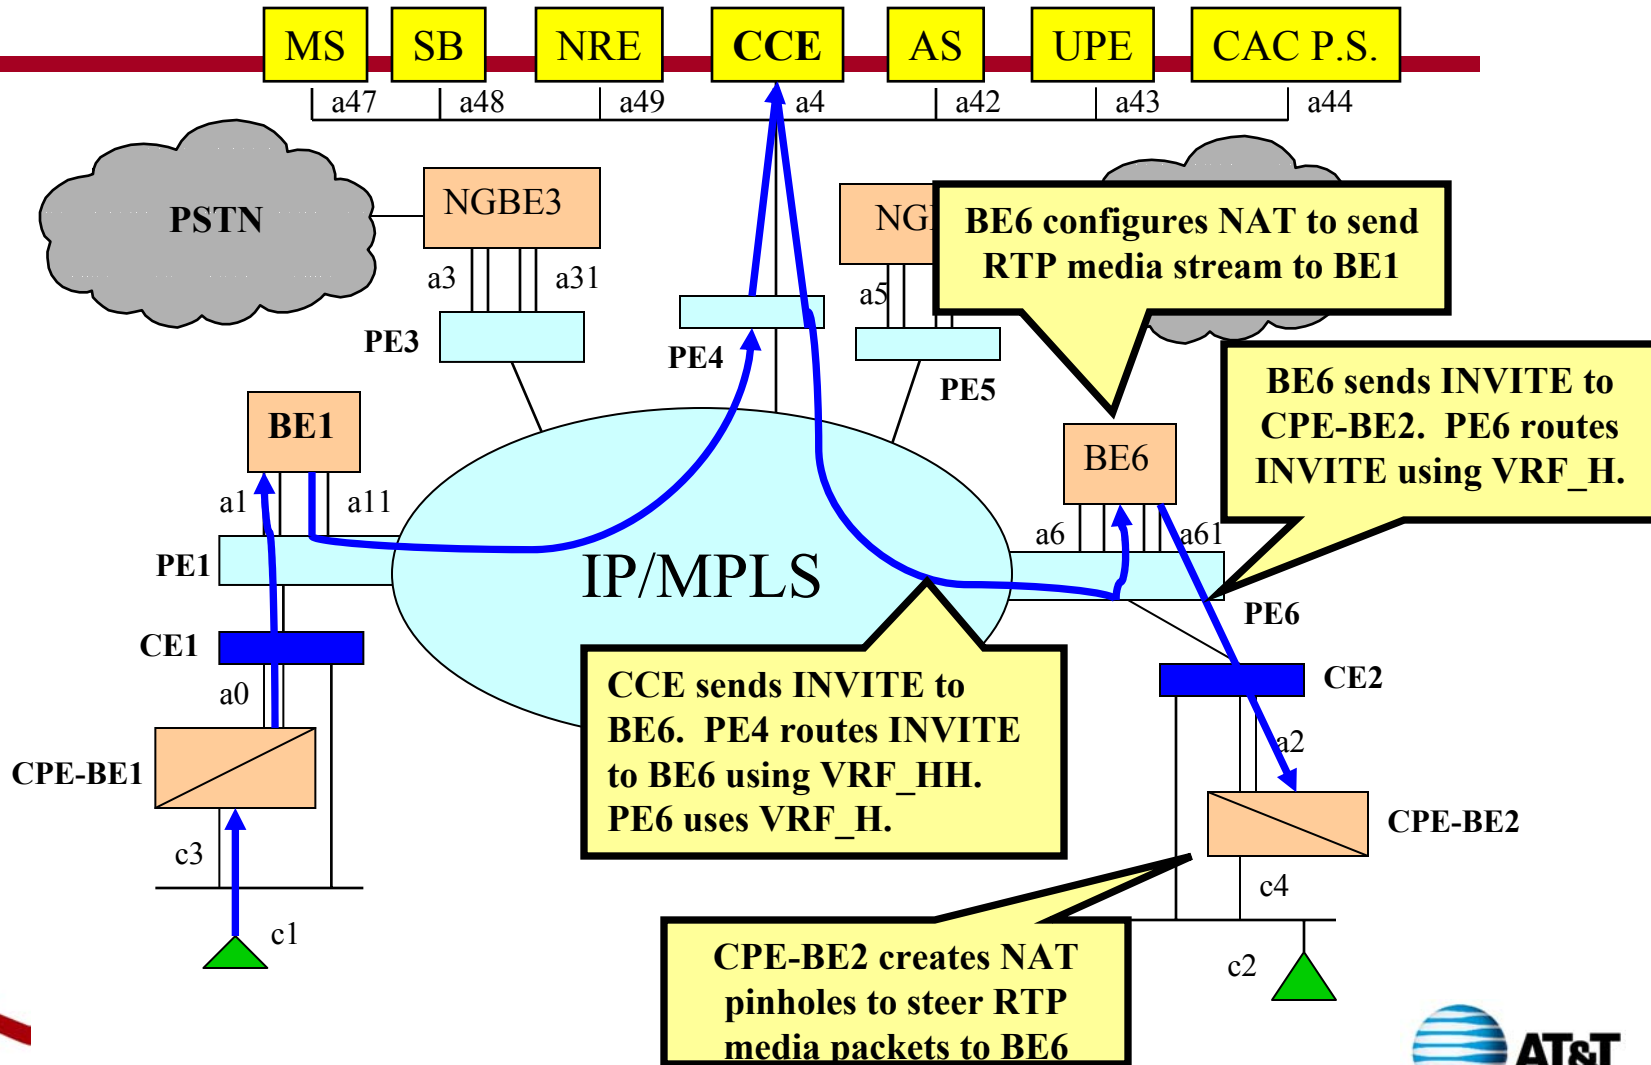 MS
SB
NRE
CCE
AS
UPE
CAC P.S.
a47
a48
a49
a4
a42
a43
a44
PSTN
NGBE3
a3
a31
PE3
PE4
a5
PE5
BE6 configures NAT to send
RTP media stream to BE1
BE6 sends INVITE to
CPE-BE2. PE6 routes
INVITE using VRF_H.
BE1
a1
a11
PE1
IP/MPLS
BE6
a6
a61
PE6
CE1
a0
CPE-BE1
c3
c1
CCE sends INVITE to
BE6. PE4 routes INVITE
to BE6 using VRF_HH.
PE6 uses VRF_H.
CE2
a2
CPE-BE2
c4
c2
CPE-BE2 creates NAT
pinholes to steer RTP
media packets to BE6
AT&T